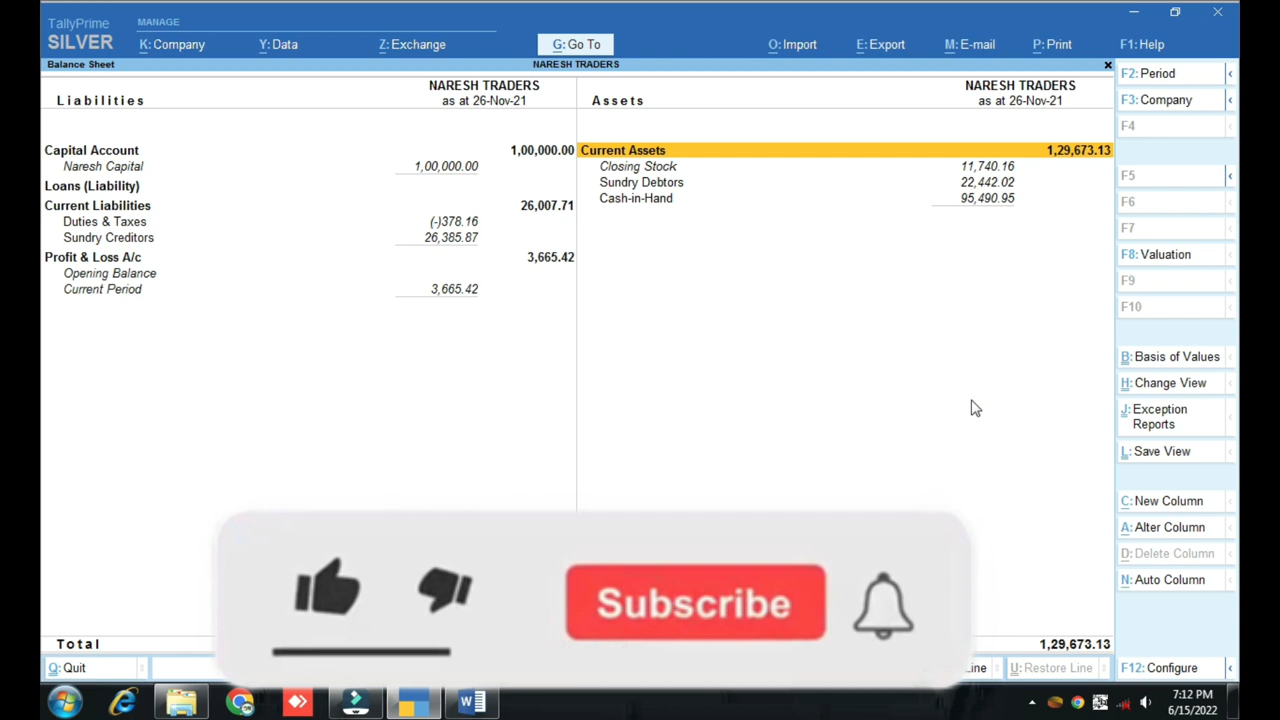 TallyPrime
SILVER
MANAGE
K: Company
Y: Data
Z: Exchange
G: Go To
O: Import
E: Export
M: E-mail
P: Print
F1: Help
Balance Sheet
NARESH TRADERS
Liabilities
NARESH TRADERS
as at 26-Nov-21
Assets
NARESH TRADERS
as at 26-Nov-21
Capital Account 1,00,000.00
Naresh Capital 1,00,000.00
Loans (Liability)
Current Liabilities 26,007.71
Duties & Taxes (-)378.16
Sundry Creditors 26,385.87
Profit & Loss A/c 3,665.42
Opening Balance
Current Period 3,665.42
Current Assets 1,29,673.13
Closing Stock 11,740.16
Sundry Debtors 22,442.02
Cash-in-Hand 95,490.95
F2: Period
F3: Company
F4
F5
F6
F7
F8: Valuation
F9
F10
B: Basis of Values
H: Change View
J: Exception
Reports
L: Save View
C: New Column
A: Alter Column
D: Delete Column
N: Auto Column
Subscribe
Total
1,29,673.13
Q: Quit
Line
U: Restore Line
F12: Configure
7:12 PM
6/15/2022